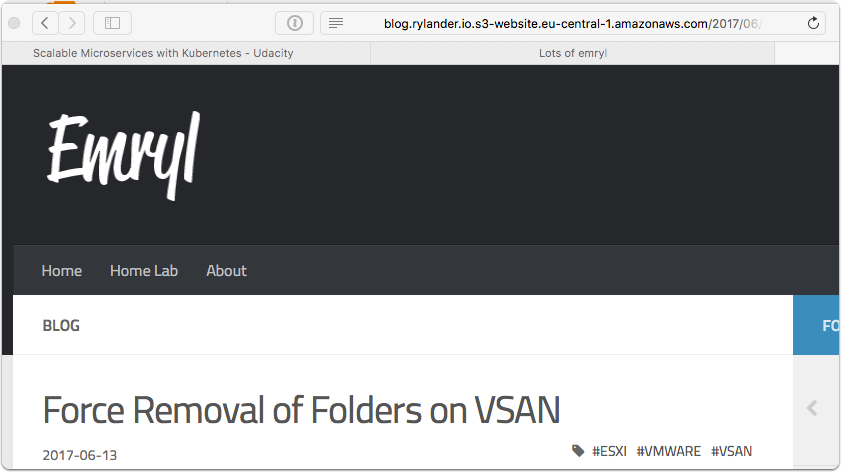 blog.rylander.io.s3-website.eu-central-1.amazonaws.com/2017/06/
Scalable Microservices with Kubernetes - Udacity
Lots of emryl
Emryl
Home Home Lab About
BLOG
FO
Force Removal of Folders on VSAN
2017-06-13
#ESXI #VMWARE #VSAN